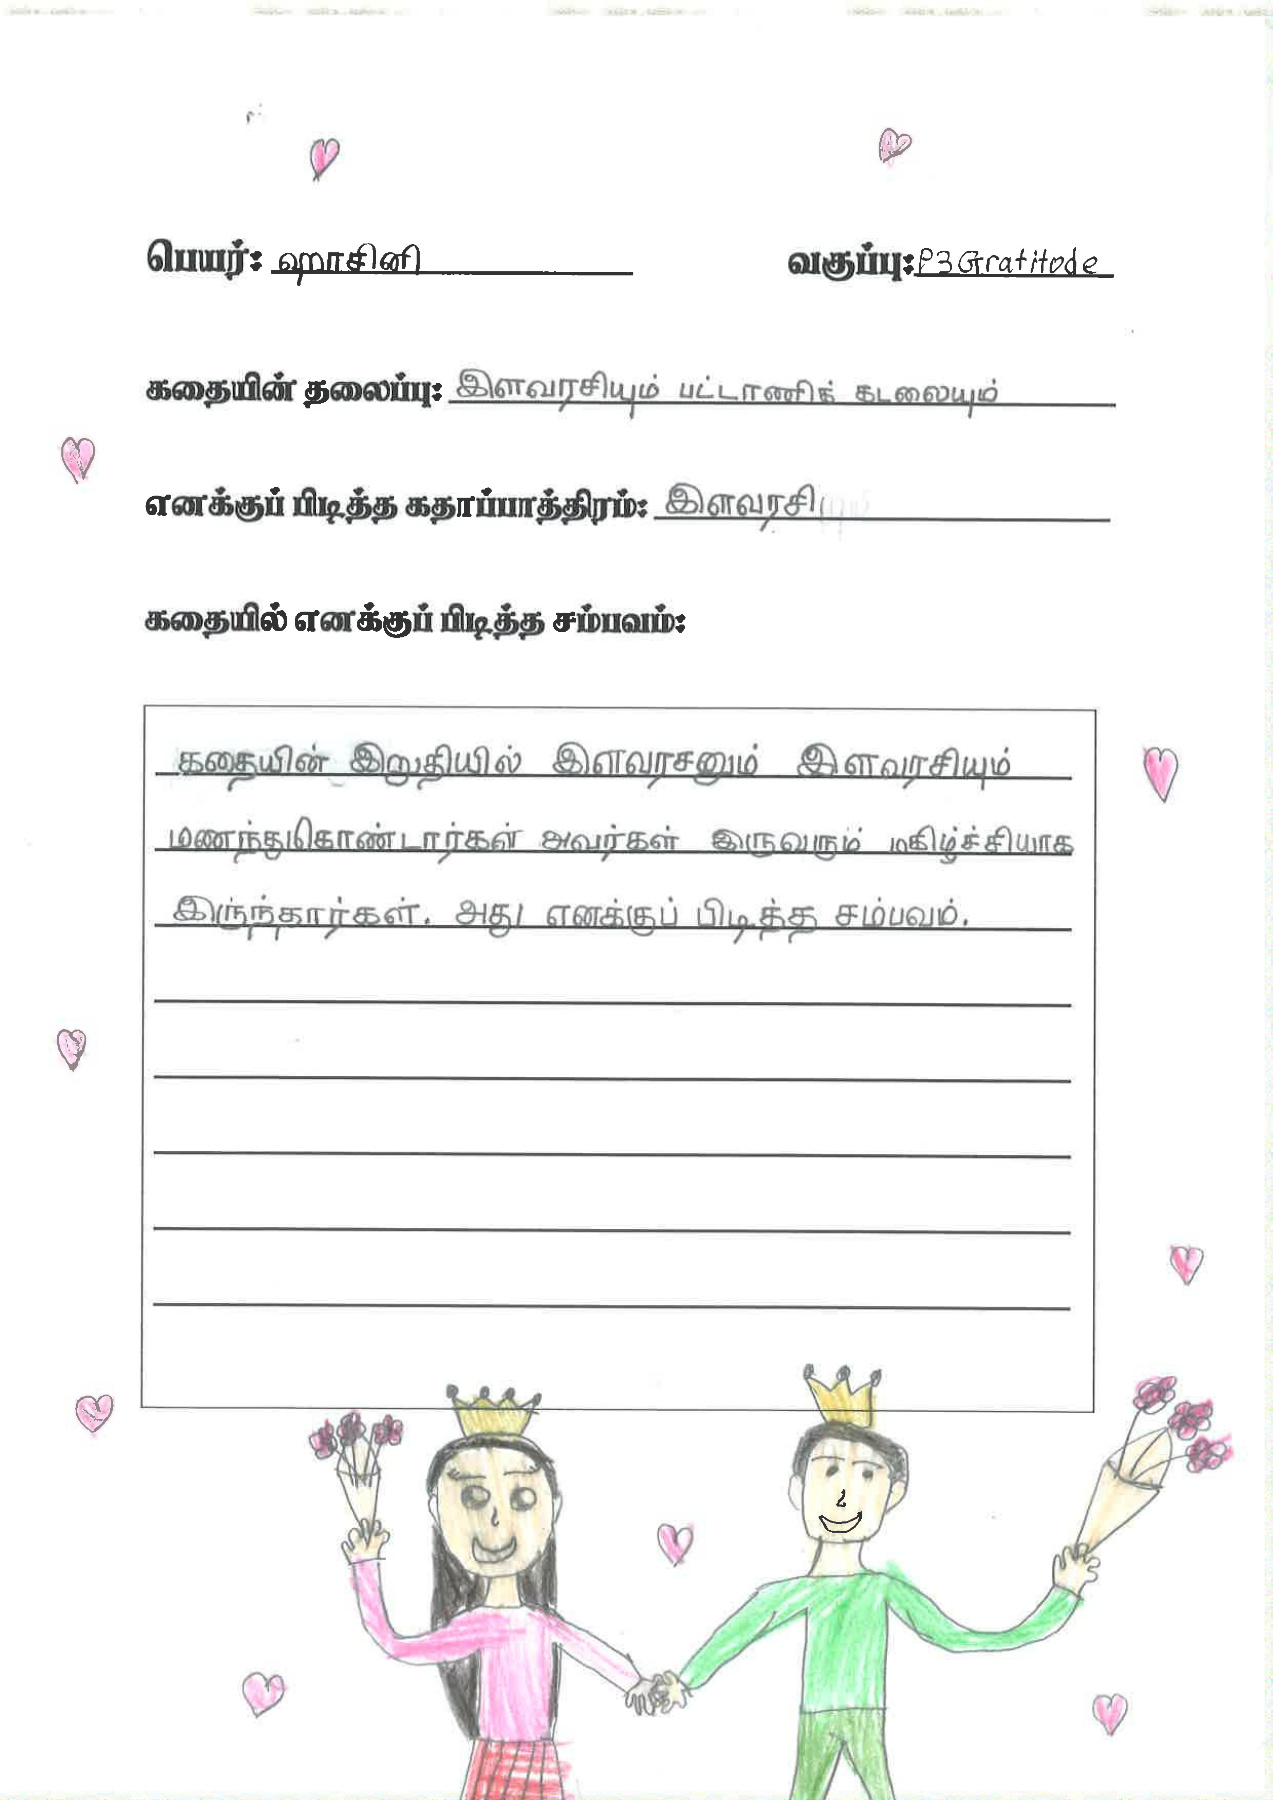 பெயர்: ஹாசினி வகுப்பு: P3 Gratitode
கதையின் தலைப்பு: இளவரசியும் பட்டாணிக் கடலையும்
எனக்குப் பிடித்த கதாப்பாத்திரம்: இளவரசி
கதையில் எனக்குப் பிடித்த சம்பவம்:
கதையின் இறுதியில் இளவரசனும் இளவரசியும்
மணந்துகொண்டார்கள் அவர்கள் இருவரும் மகிழ்ச்சியாக
இருந்தார்கள். அது எனக்குப் பிடித்த சம்பவம்.